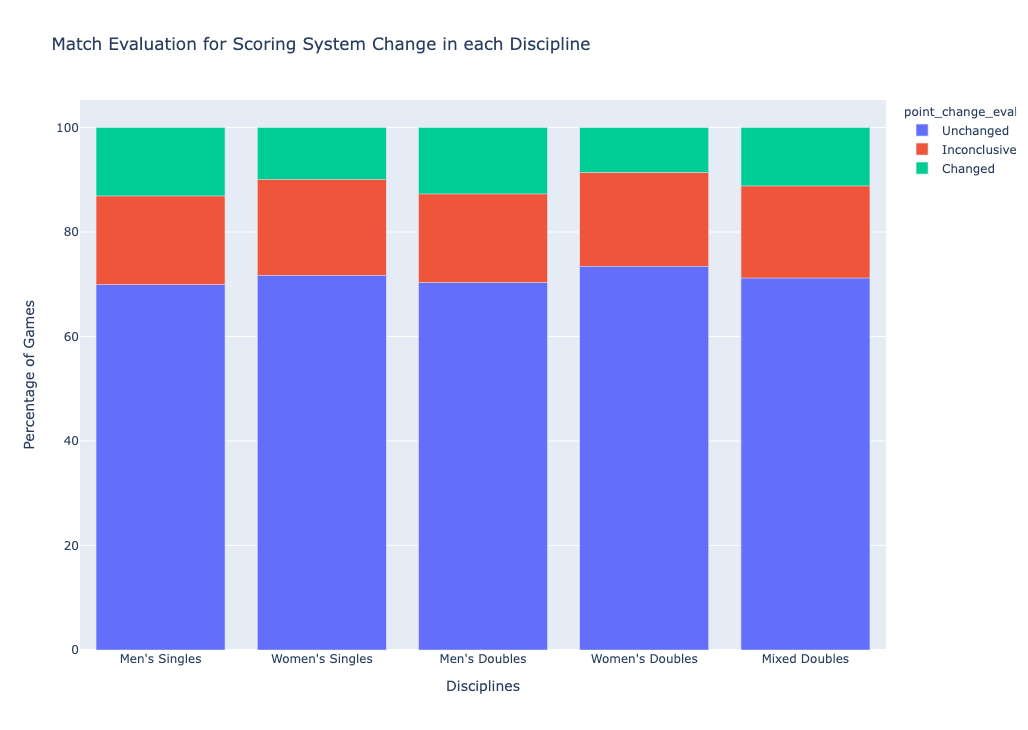 Match Evaluation for Scoring System Change in each Discipline
point_change_eval
Unchanged
Inconclusive
Changed
100
80
60
40
20
0
Percentage of Games
Men's Singles
Women's Singles
Men's Doubles
Women's Doubles
Mixed Doubles
Disciplines